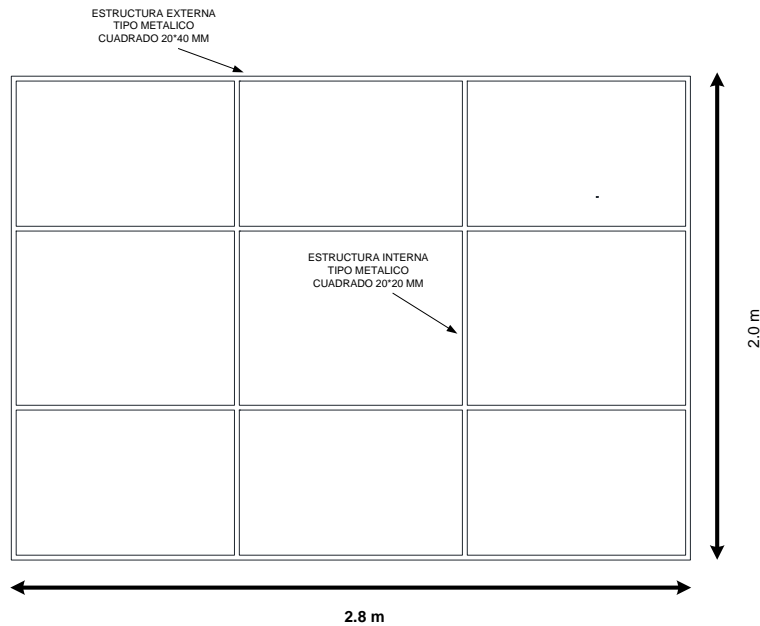 ESTRUCTURA EXTERNA
TIPO METALICO
CUADRADO 20*40 MM
ESTRUCTURA INTERNA
TIPO METALICO
CUADRADO 20*20 MM
2.0 m
2.8 m